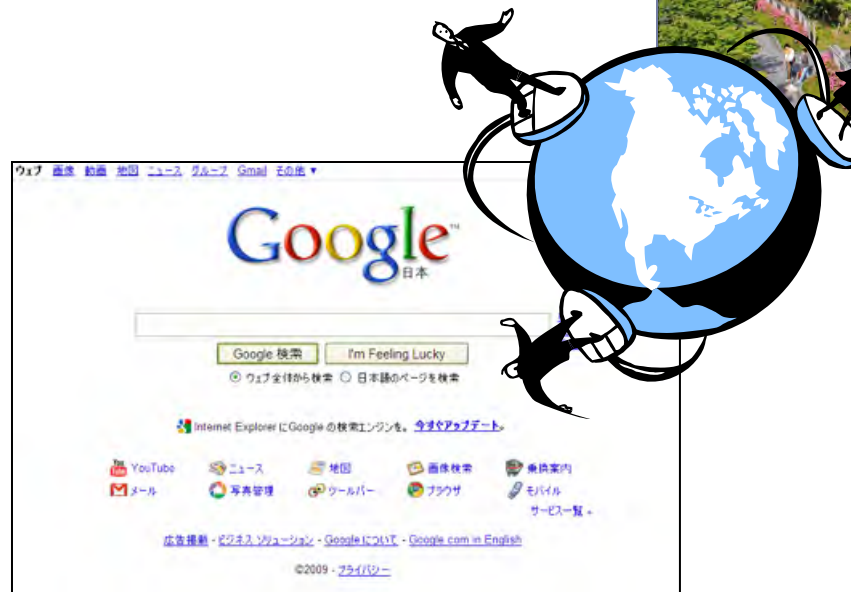 ウェブ 画像 動画 地図 ニュース グループ Gmail その他 ▼
Google™
日本
Google 検索 I'm Feeling Lucky
ウェブ全体から検索 日本語のページを検索
Internet Explorer に Google の検索エンジンを。 今すぐアップデート。
YouTube ニュース 地図 画像検索 乗換案内
メール 写真管理 ツールバー ブラウザ モバイル
サービス一覧 »
広告掲載 - ビジネス ソリューション - Google について - Google.com in English
©2009 - プライバシー